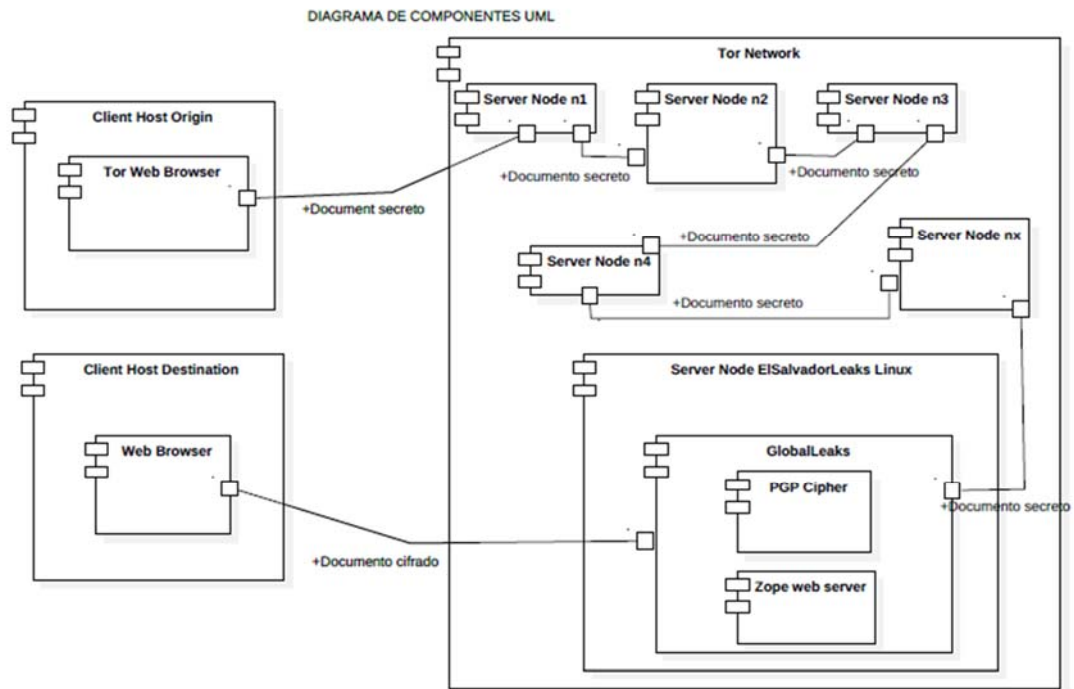 DIAGRAMA DE COMPONENTES UML
Tor Network
Client Host Origin
Tor Web Browser
+Document secreto
Server Node n1
Server Node n2
Server Node n3
+Documento secreto
+Documento secreto
+Documento secreto
Server Node n4
Server Node nx
+Documento secreto
Client Host Destination
Web Browser
+Documento cifrado
Server Node ElSalvadorLeaks Linux
GlobalLeaks
PGP Cipher
+Documento secreto
Zope web server